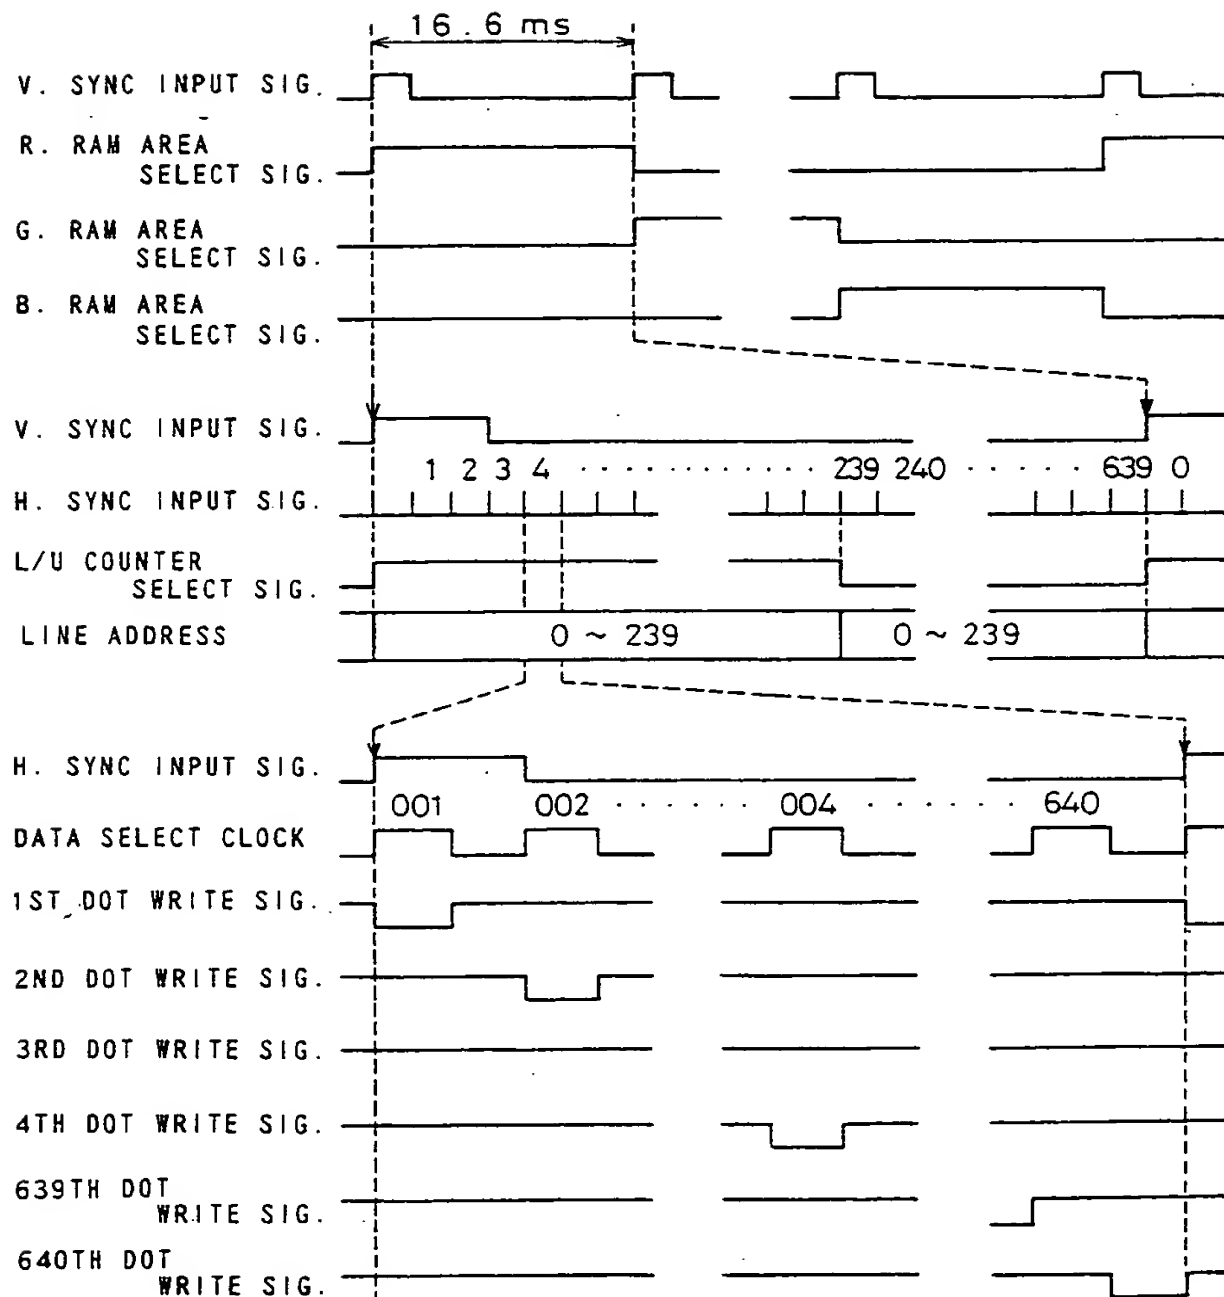 16.6 ms
V. SYNC INPUT SIG.
R. RAM AREA
SELECT SIG.
G. RAM AREA
SELECT SIG.
B. RAM AREA
SELECT SIG.
V. SYNC INPUT SIG.
1 2 3 4 · · · · · · · · · · · · · 239 240 · · · · · · 639 0
H. SYNC INPUT SIG.
L/U COUNTER
SELECT SIG.
LINE ADDRESS 0 ~ 239 0 ~ 239
H. SYNC INPUT SIG.
001 002 · · · · · 004 · · · · · 640
DATA SELECT CLOCK
1ST DOT WRITE SIG.
2ND DOT WRITE SIG.
3RD DOT WRITE SIG.
4TH DOT WRITE SIG.
639TH DOT
WRITE SIG.
640TH DOT
WRITE SIG.